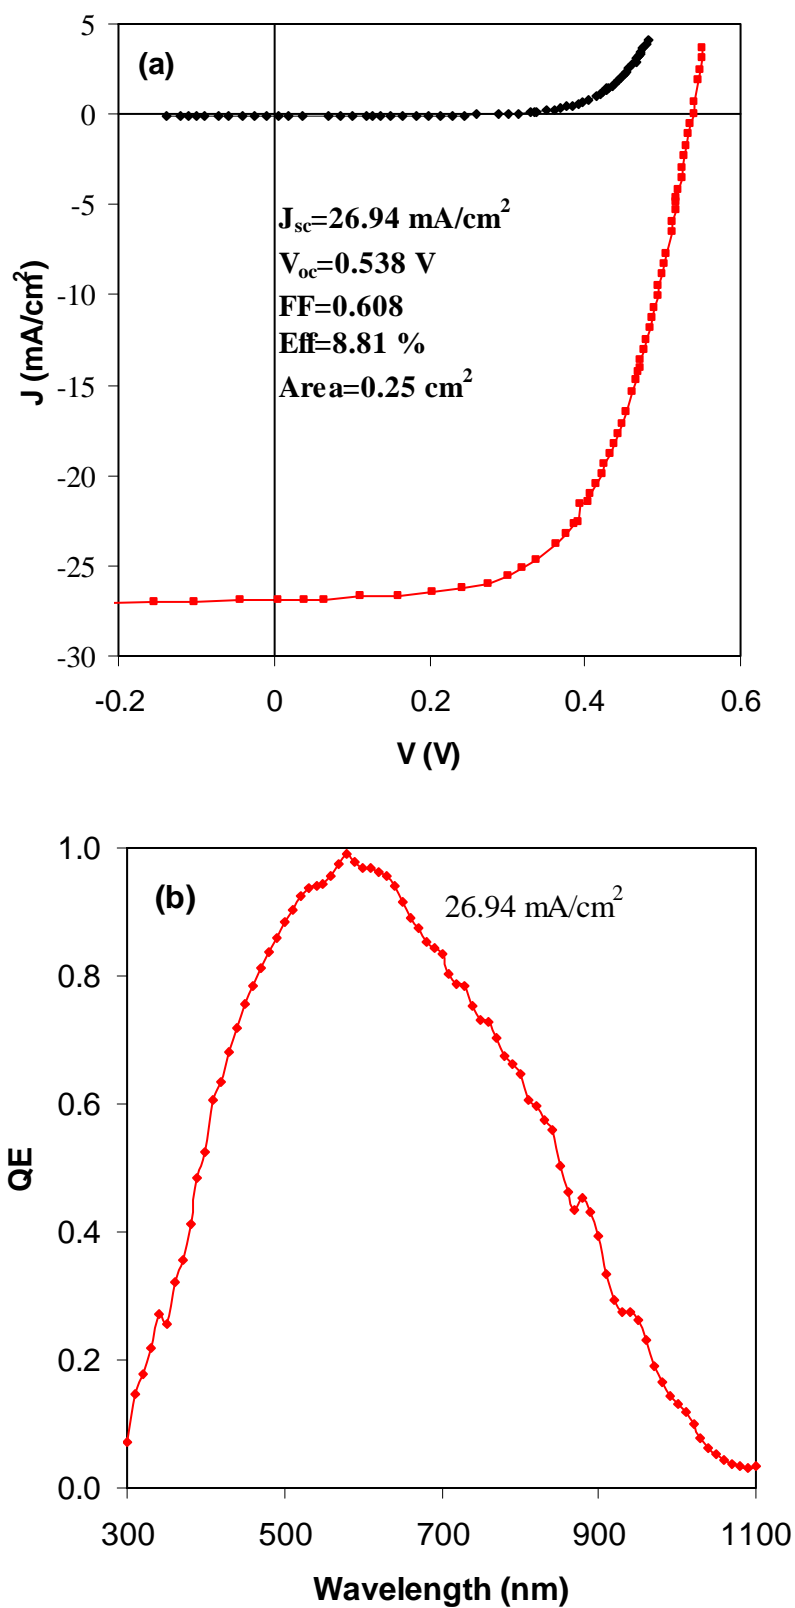 5
(a)
0
J_sc=26.94 mA/cm²
-5
V_oc=0.538 V
-10
FF=0.608
Eff=8.81 %
-15
Area=0.25 cm²
J (mA/cm²)
-20
-25
-30
-0.2 0 0.2 0.4 0.6
V (V)
1.0
(b)
26.94 mA/cm²
0.8
0.6
QE
0.4
0.2
0.0
300 500 700 900 1100
Wavelength (nm)